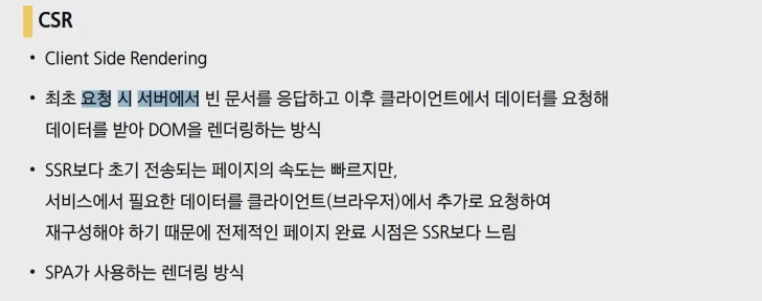 CSR
• Client Side Rendering
• 최초 요청 시 서버에서 빈 문서를 응답하고 이후 클라이언트에서 데이터를 요청해
데이터를 받아 DOM을 렌더링하는 방식
• SSR보다 초기 전송되는 페이지의 속도는 빠르지만,
서비스에서 필요한 데이터를 클라이언트(브라우저)에서 추가로 요청하여
재구성해야 하기 때문에 전제적인 페이지 완료 시점은 SSR보다 느림
• SPA가 사용하는 렌더링 방식